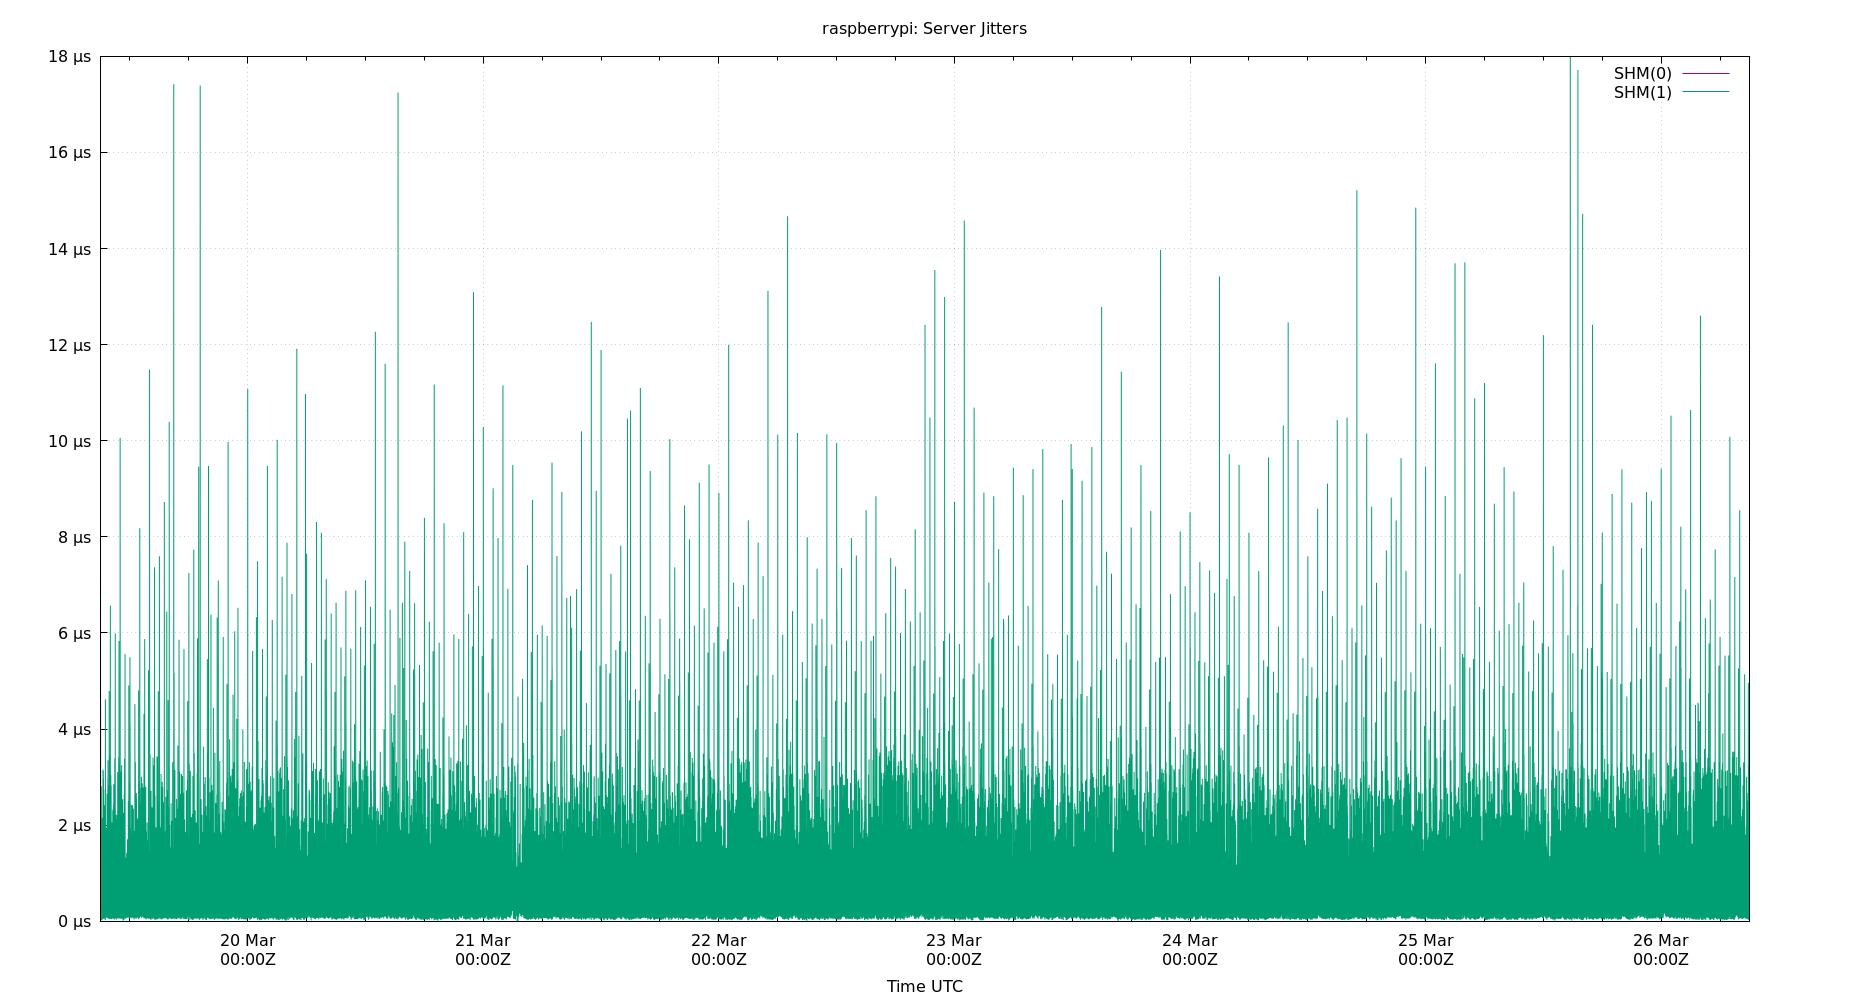 raspberrypi: Server Jitters
SHM(0)
SHM(1)
18 µs
16 µs
14 µs
12 µs
10 µs
8 µs
6 µs
4 µs
2 µs
0 µs
20 Mar 21 Mar 22 Mar 23 Mar 24 Mar 25 Mar 26 Mar
00:00Z 00:00Z 00:00Z 00:00Z 00:00Z 00:00Z 00:00Z
Time UTC